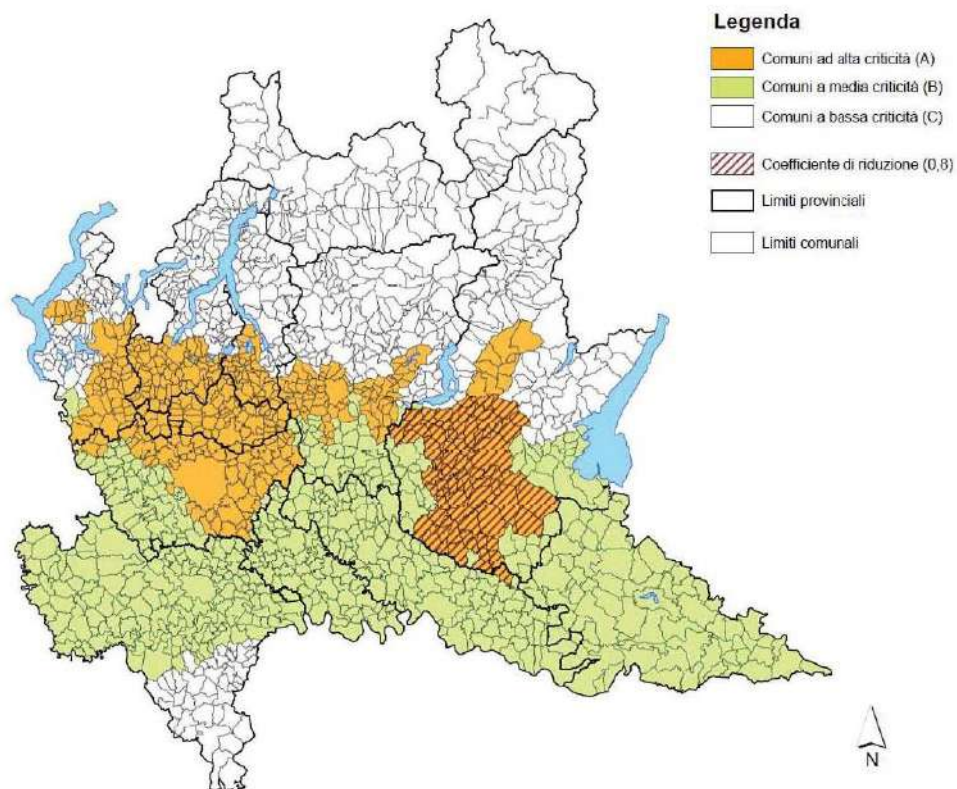 Legenda
Comuni ad alta criticità (A)
Comuni a media criticità (B)
Comuni a bassa criticità (C)
Coefficiente di riduzione (0,8)
Limiti provinciali
Limiti comunali
N